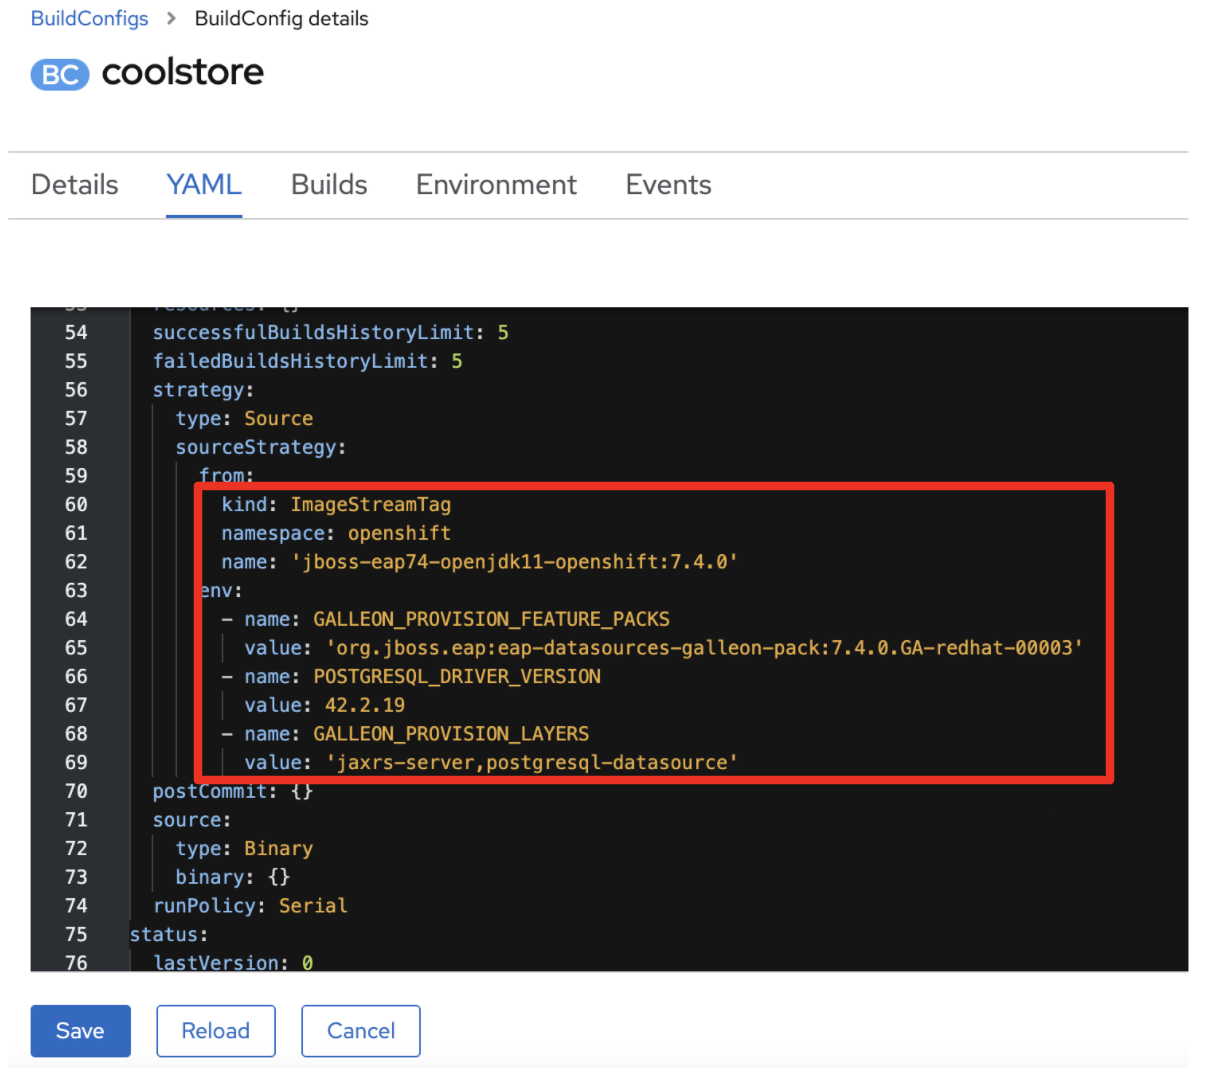 BuildConfigs > BuildConfig details
BC coolstore
Details YAML Builds Environment Events
53 resources: {}
54 successfulBuildsHistoryLimit: 5
55 failedBuildsHistoryLimit: 5
56 strategy:
57 type: Source
58 sourceStrategy:
59 from:
60 kind: ImageStreamTag
61 namespace: openshift
62 name: 'jboss-eap74-openjdk11-openshift:7.4.0'
63 env:
64 - name: GALLEON_PROVISION_FEATURE_PACKS
65 value: 'org.jboss.eap:eap-datasources-galleon-pack:7.4.0.GA-redhat-00003'
66 - name: POSTGRESQL_DRIVER_VERSION
67 value: 42.2.19
68 - name: GALLEON_PROVISION_LAYERS
69 value: 'jaxrs-server,postgresql-datasource'
70 postCommit: {}
71 source:
72 type: Binary
73 binary: {}
74 runPolicy: Serial
75 status:
76 lastVersion: 0
Save Reload Cancel